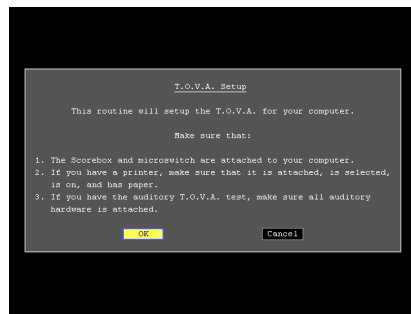 T.O.V.A. Setup
This routine will setup the T.O.V.A. for your computer.
Make sure that:
1. The Scorebox and microswitch are attached to your computer.
2. If you have a printer, make sure that it is attached, is selected,
is on, and has paper.
3. If you have the auditory T.O.V.A. test, make sure all auditory
hardware is attached.
OK Cancel